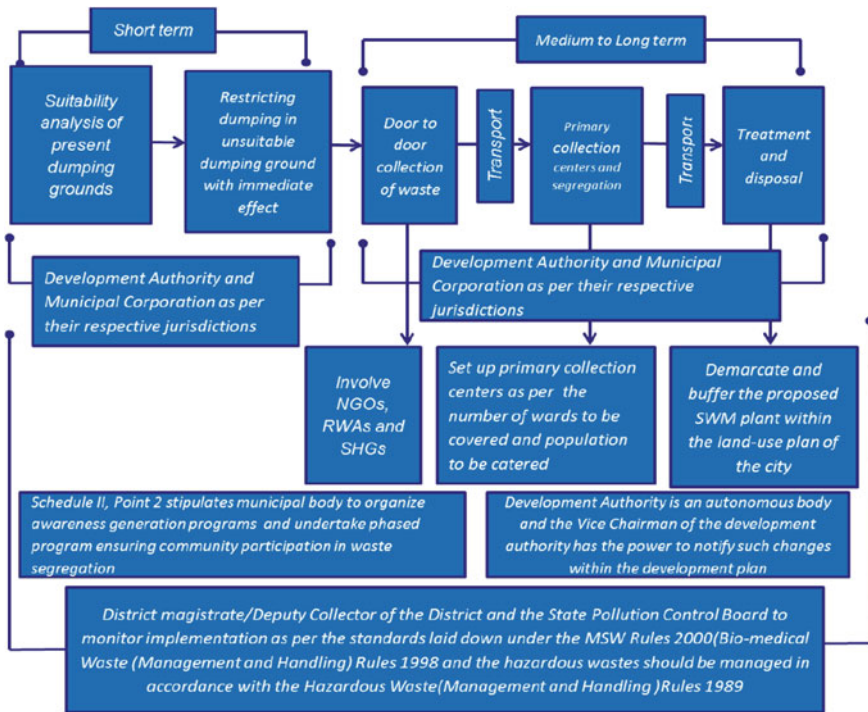 Short term
Medium to Long term
Suitability
analysis of
present
dumping
grounds
Restricting
dumping in
unsuitable
dumping ground
with immediate
effect
Door to
door
collection
of waste
Transport
Primary
collection
centers and
segregation
Transport
Treatment
and
disposal
Development Authority and
Municipal Corporation as per
their respective jurisdictions
Development Authority and Municipal
Corporation as per their respective
jurisdictions
Involve
NGOs,
RWAs and
SHGs
Set up primary collection
centers as per the
number of wards to be
covered and population
to be catered
Demarcate and
buffer the proposed
SWM plant within
the land-use plan of
the city
Schedule II, Point 2 stipulates municipal body to organize
awareness generation programs and undertake phased
program ensuring community participation in waste
segregation
Development Authority is an autonomous body
and the Vice Chairman of the development
authority has the power to notify such changes
within the development plan
District magistrate/Deputy Collector of the District and the State Pollution Control Board to
monitor implementation as per the standards laid down under the MSW Rules 2000(Bio-medical
Waste (Management and Handling) Rules 1998 and the hazardous wastes should be managed in
accordance with the Hazardous Waste(Management and Handling )Rules 1989